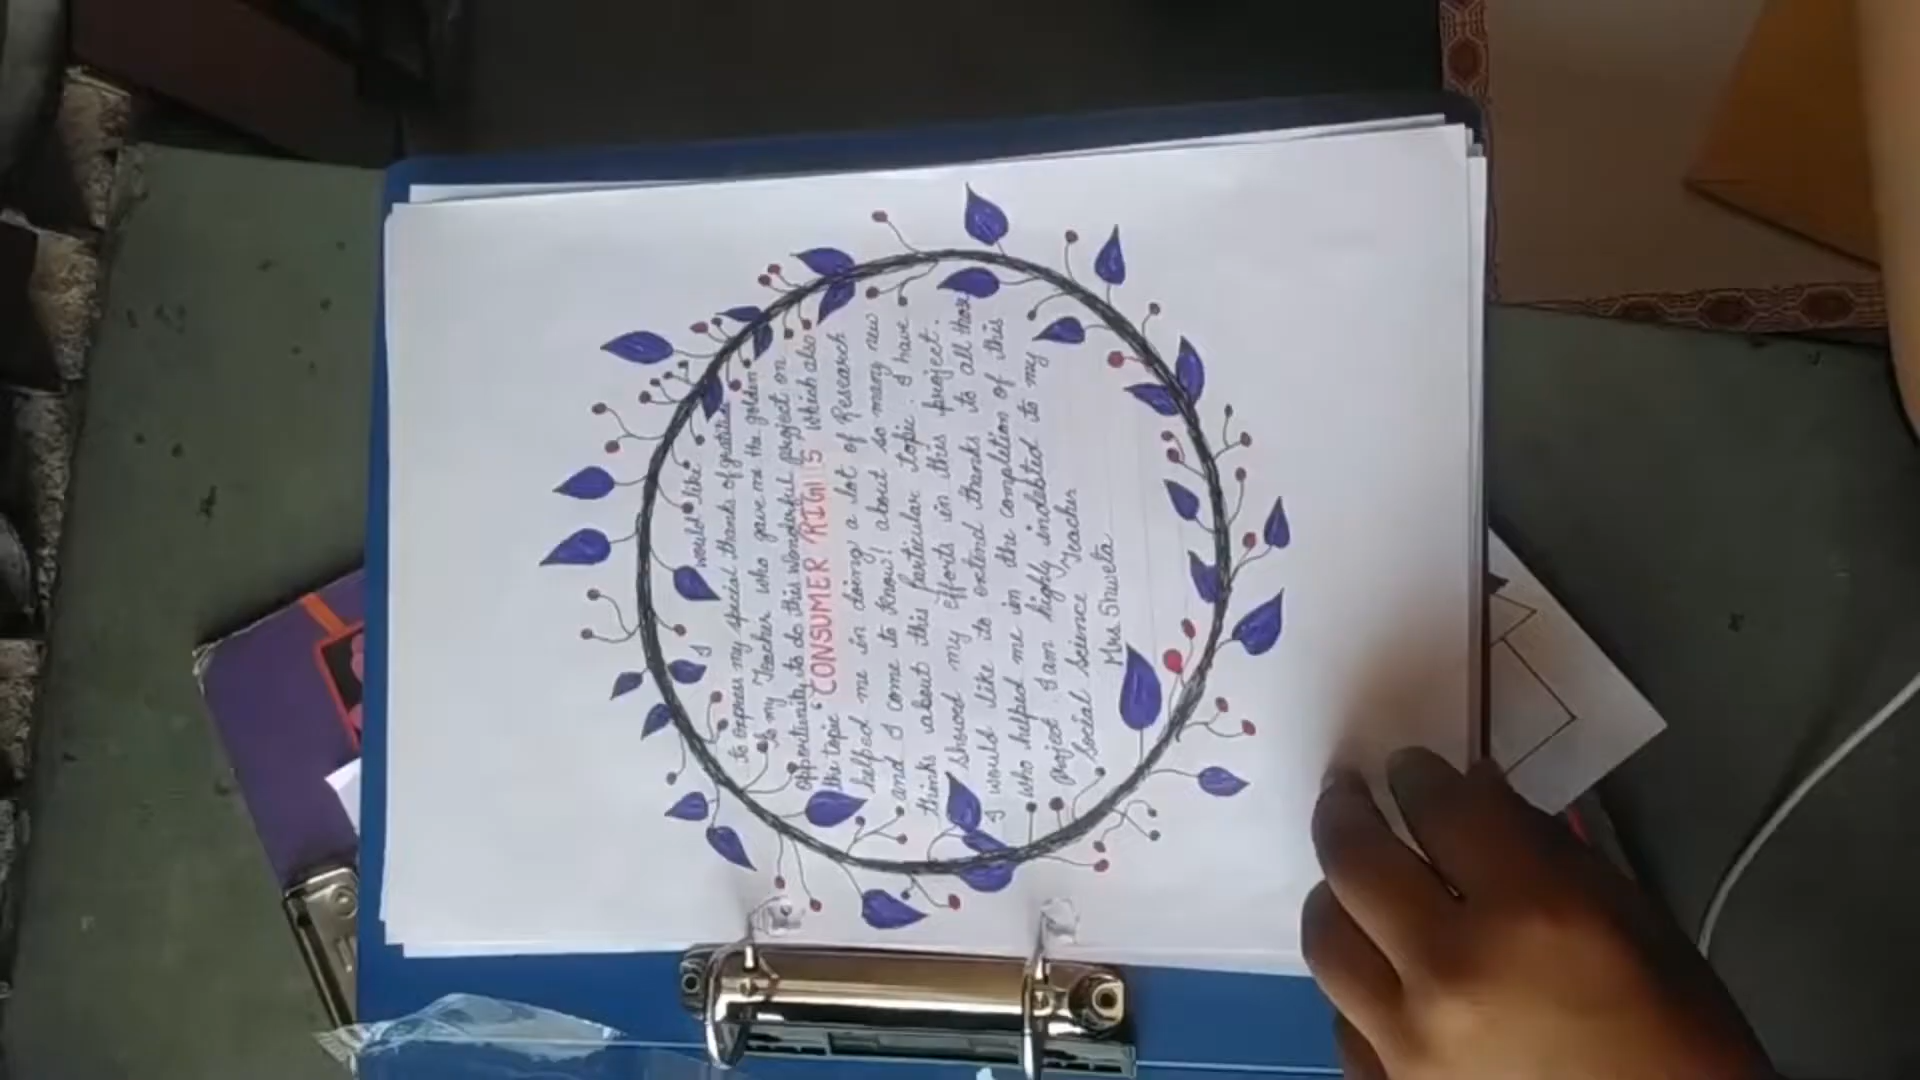 I would like
to express my special thanks of gratitude
to my Teacher who gave me the golden
opportunity to do this wonderful project on
the topic "CONSUMER RIGHTS" which also
helped me in doing a lot of Research
and I come to know! about so many new
thinks about this particular topic. I have
showed my efforts in this project.
I would like to extend thanks to all those
who helped me in the completion of this
project. I am highly indebted to my
Social Science Teacher
Mrs Shweta